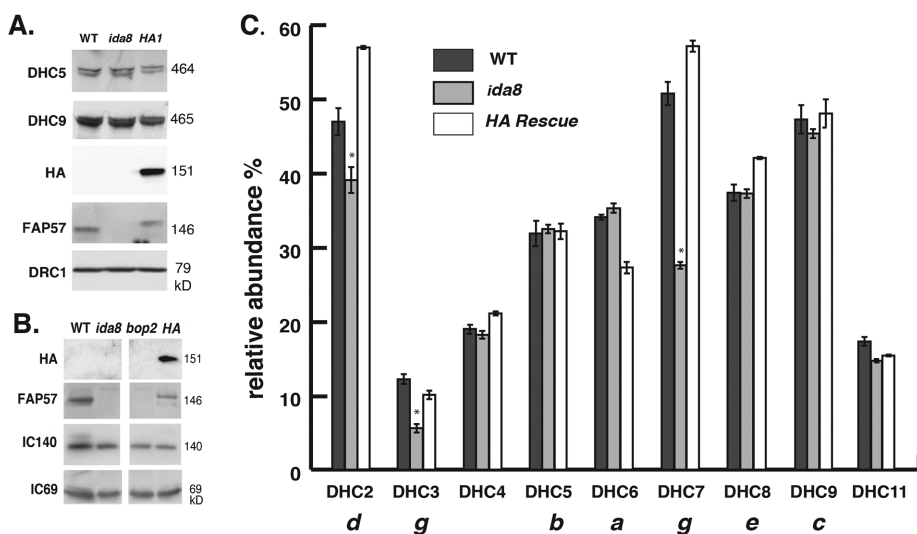 A.
WT ida8 HA1
DHC5 464
DHC9 465
HA 151
FAP57 146
DRC1 79
kD
B.
WT ida8 bop2 HA
HA 151
FAP57 146
IC140 140
IC69 69
kD
C.
relative abundance %
60
50
40
30
20
10
0
WT
ida8
HA Rescue
*
*
*
DHC2 DHC3 DHC4 DHC5 DHC6 DHC7 DHC8 DHC9 DHC11
d g b a g e c